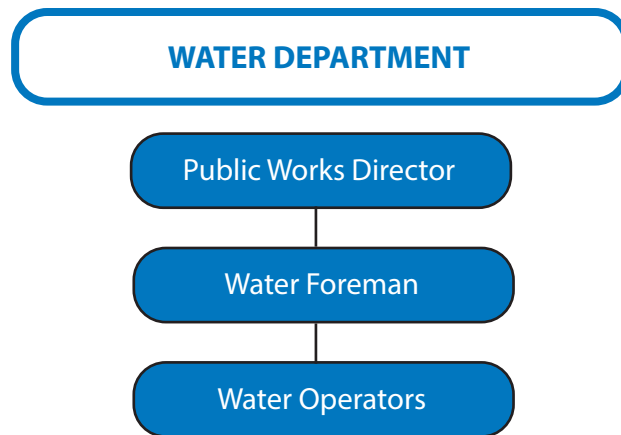 WATER DEPARTMENT
Public Works Director
Water Foreman
Water Operators